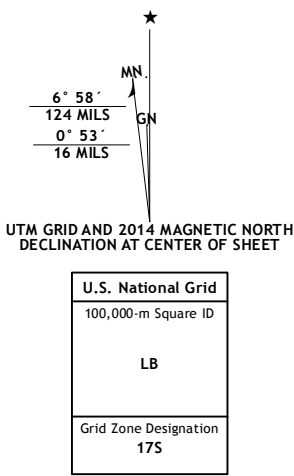 ★
MN
6° 58´
124 MILS
GN
0° 53´
16 MILS
UTM GRID AND 2014 MAGNETIC NORTH
DECLINATION AT CENTER OF SHEET
U.S. National Grid
100,000-m Square ID
LB
Grid Zone Designation
17S